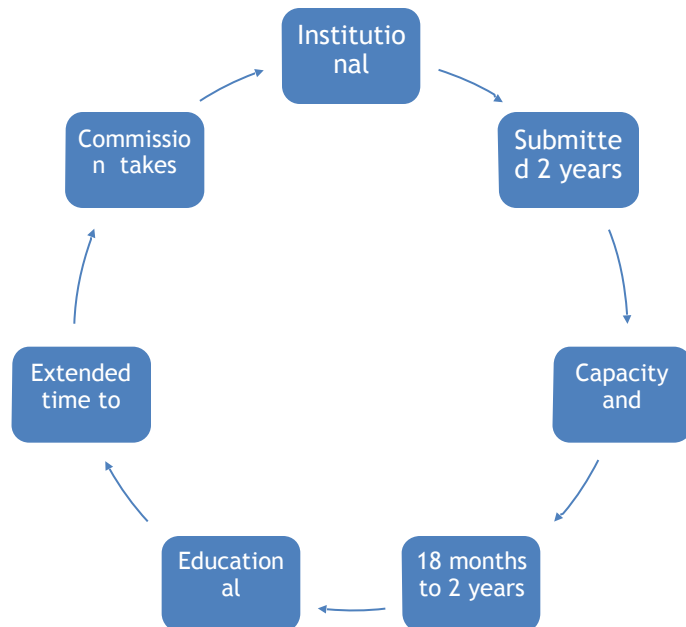 Institutio
nal
Submitte
d 2 years
Capacity
and
18 months
to 2 years
Education
al
Extended
time to
Commissio
n takes